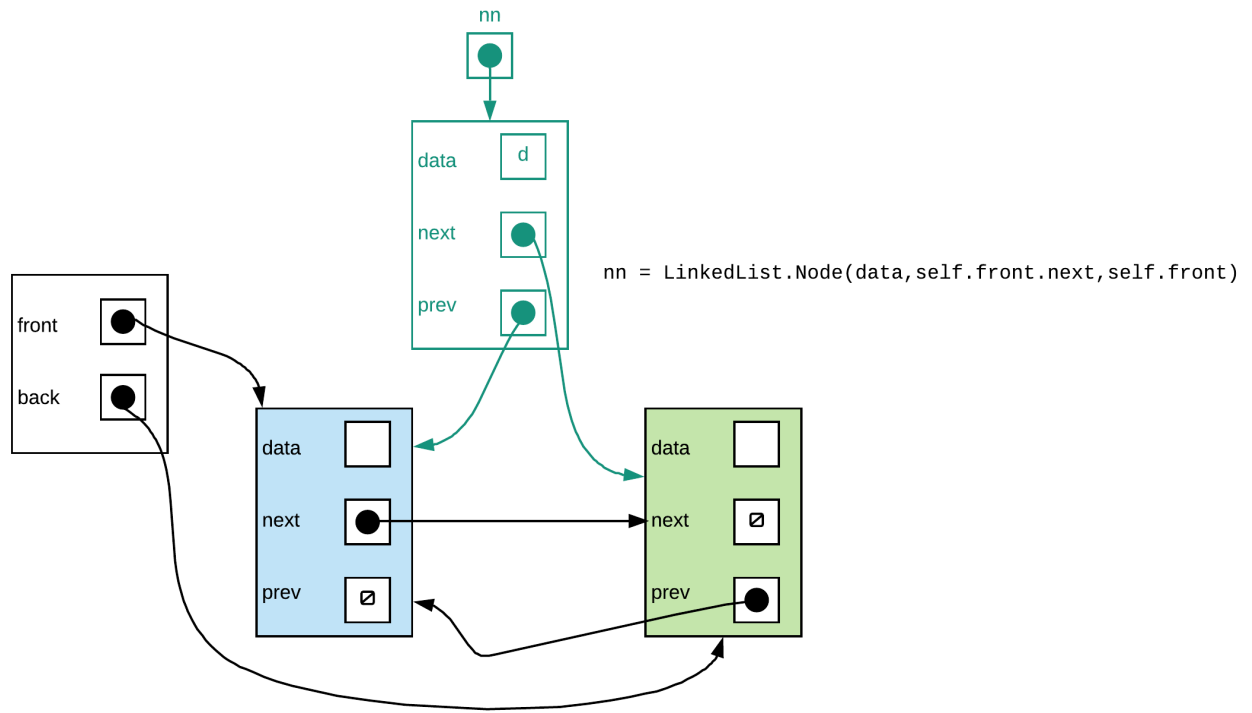 nn
data
d
next
prev
nn = LinkedList.Node(data,self.front.next,self.front)
front
back
data
next
prev
data
next
prev